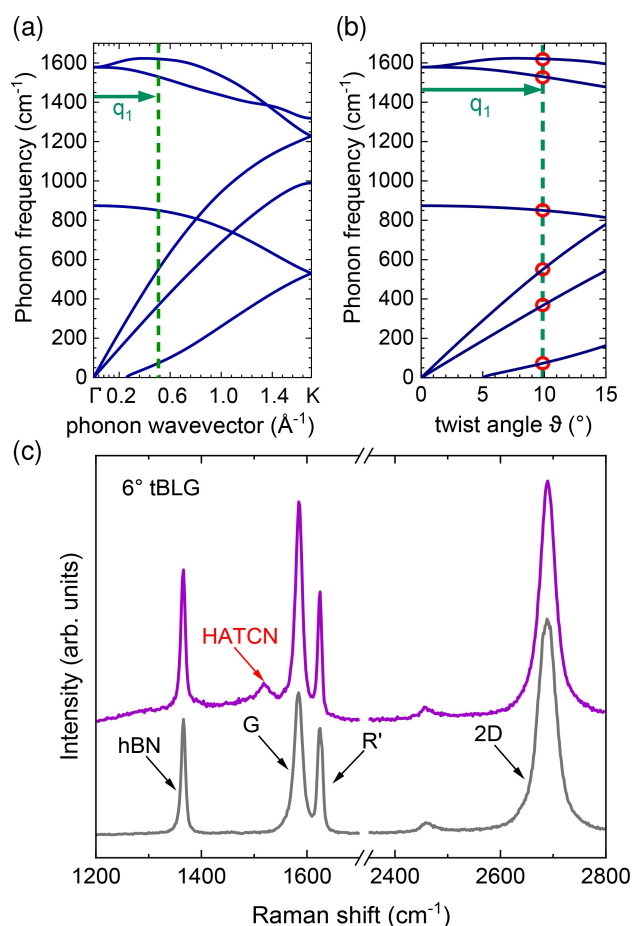 (a)
(b)
1600
1400
1200
1000
800
600
400
200
0
Phonon frequency (cm⁻¹)
q₁
Γ 0.2 0.6 1.0 1.4 K
phonon wavevector (Å⁻¹)
1600
1400
1200
1000
800
600
400
200
0
Phonon frequency (cm⁻¹)
q₁
0 5 10 15
twist angle ϑ (°)
(c)
6° tBLG
HATCN
hBN
G
R'
2D
Intensity (arb. units)
1200 1400 1600 2400 2600 2800
Raman shift (cm⁻¹)